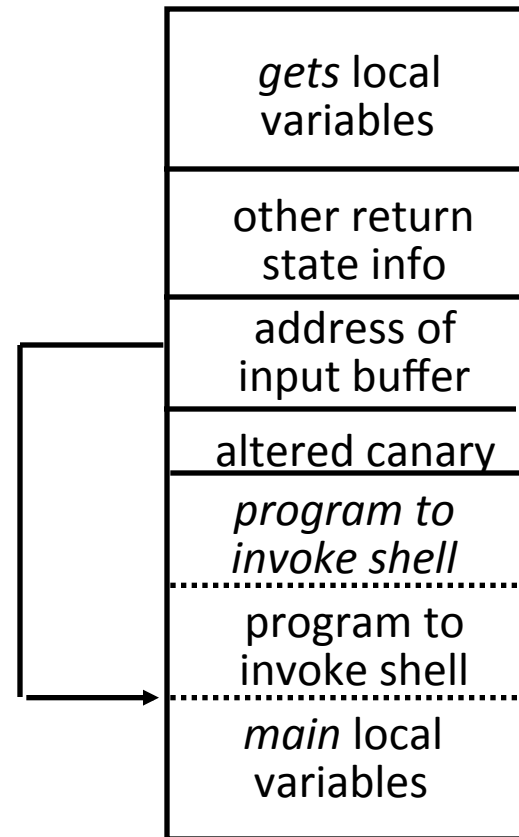 gets local
variables
other return
state info
address of
input buffer
altered canary
program to
invoke shell
program to
invoke shell
main local
variables